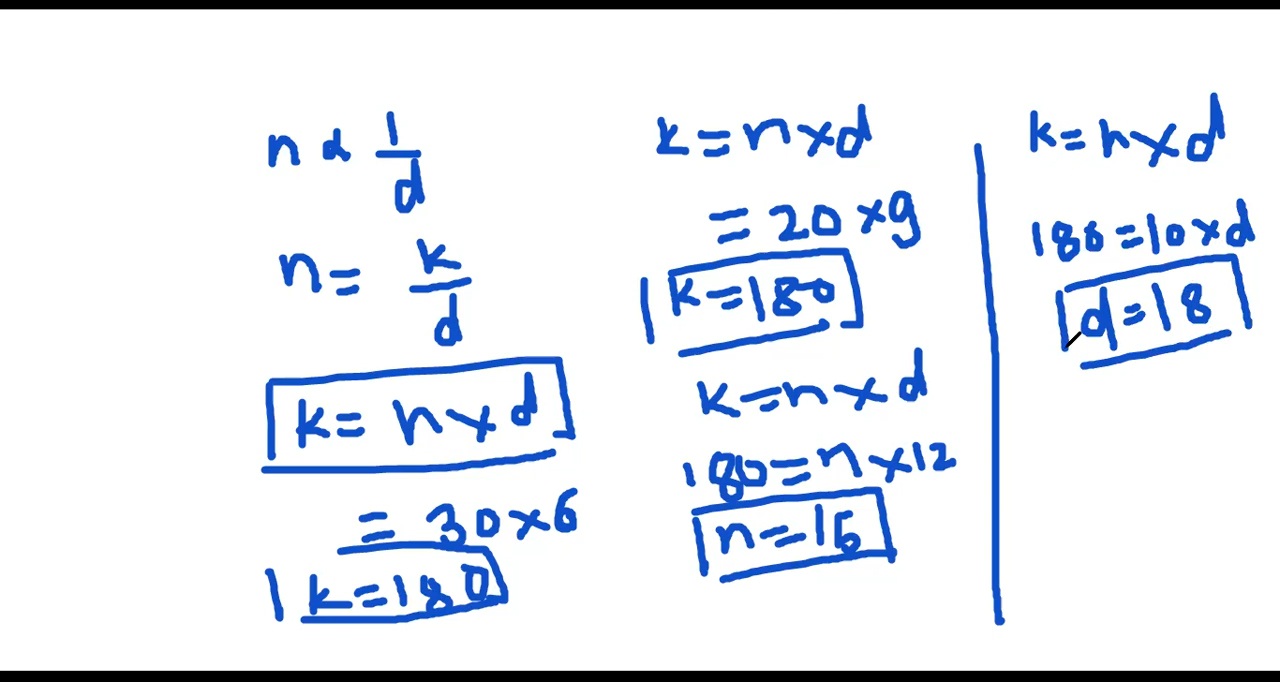 n ∝ 1/d
n = k/d
k = n × d
= 30 × 6
k = 180
k = n × d
= 20 × 9
k = 180
k = n × d
180 = n × 12
n = 15
k = n × d
180 = 10 × d
d = 18